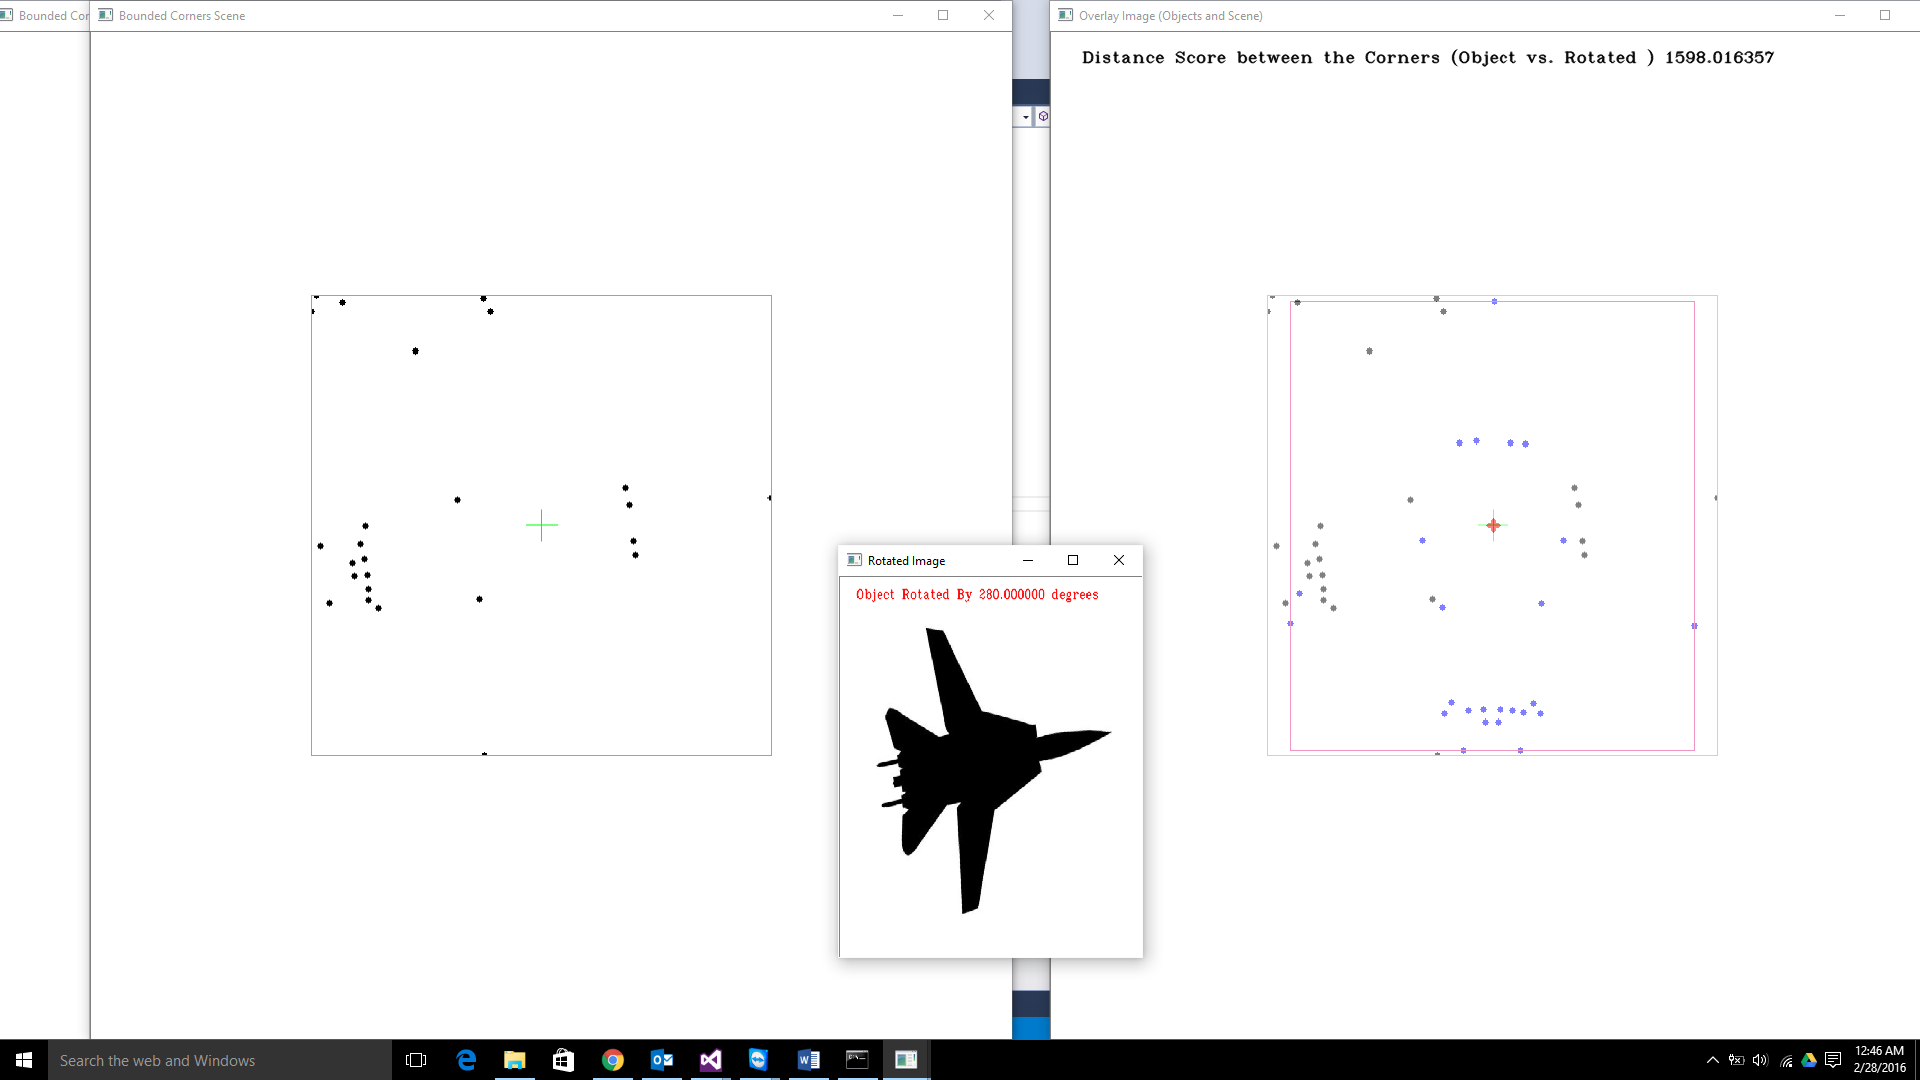 Bounded Cor
Bounded Corners Scene
Overlay Image (Objects and Scene)
Distance Score between the Corners (Object vs. Rotated ) 1598.016357
Rotated Image
Object Rotated By 280.000000 degrees
Search the web and Windows
12:46 AM
2/28/2016